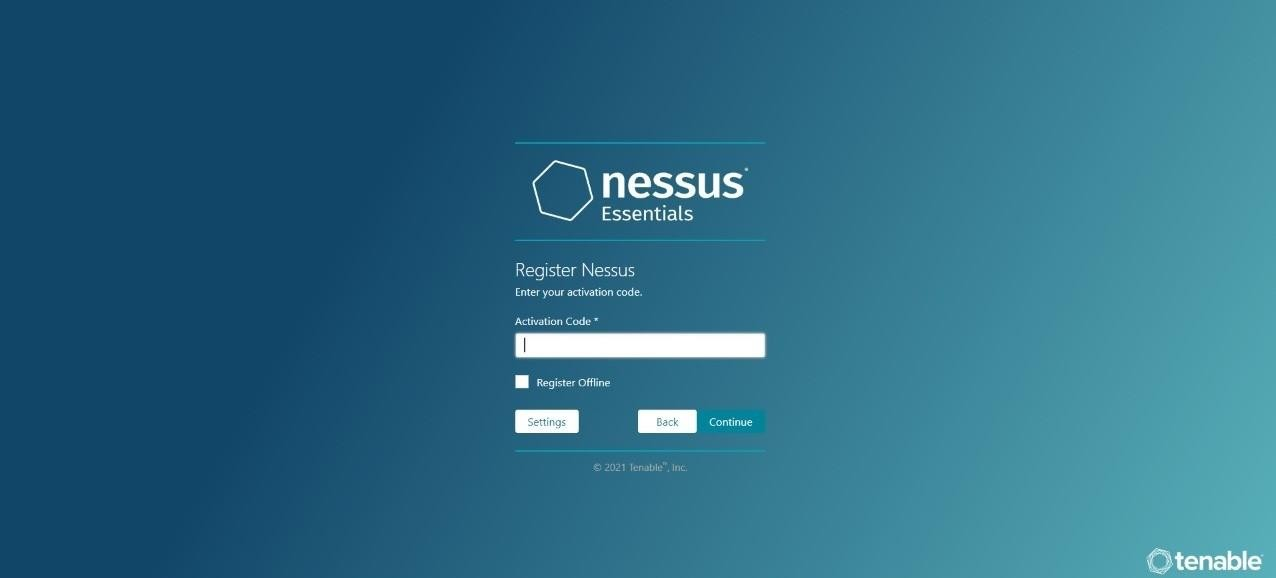 nessus
Essentials
Register Nessus
Enter your activation code.
Activation Code *
Register Offline
Settings
Back
Continue
© 2021 Tenable™, Inc.
tenable